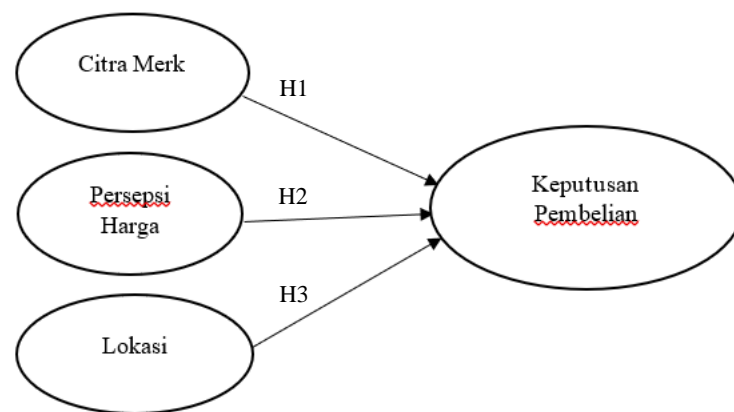 Citra Merk
H1
Persepsi
Harga
H2
Lokasi
H3
Keputusan
Pembelian